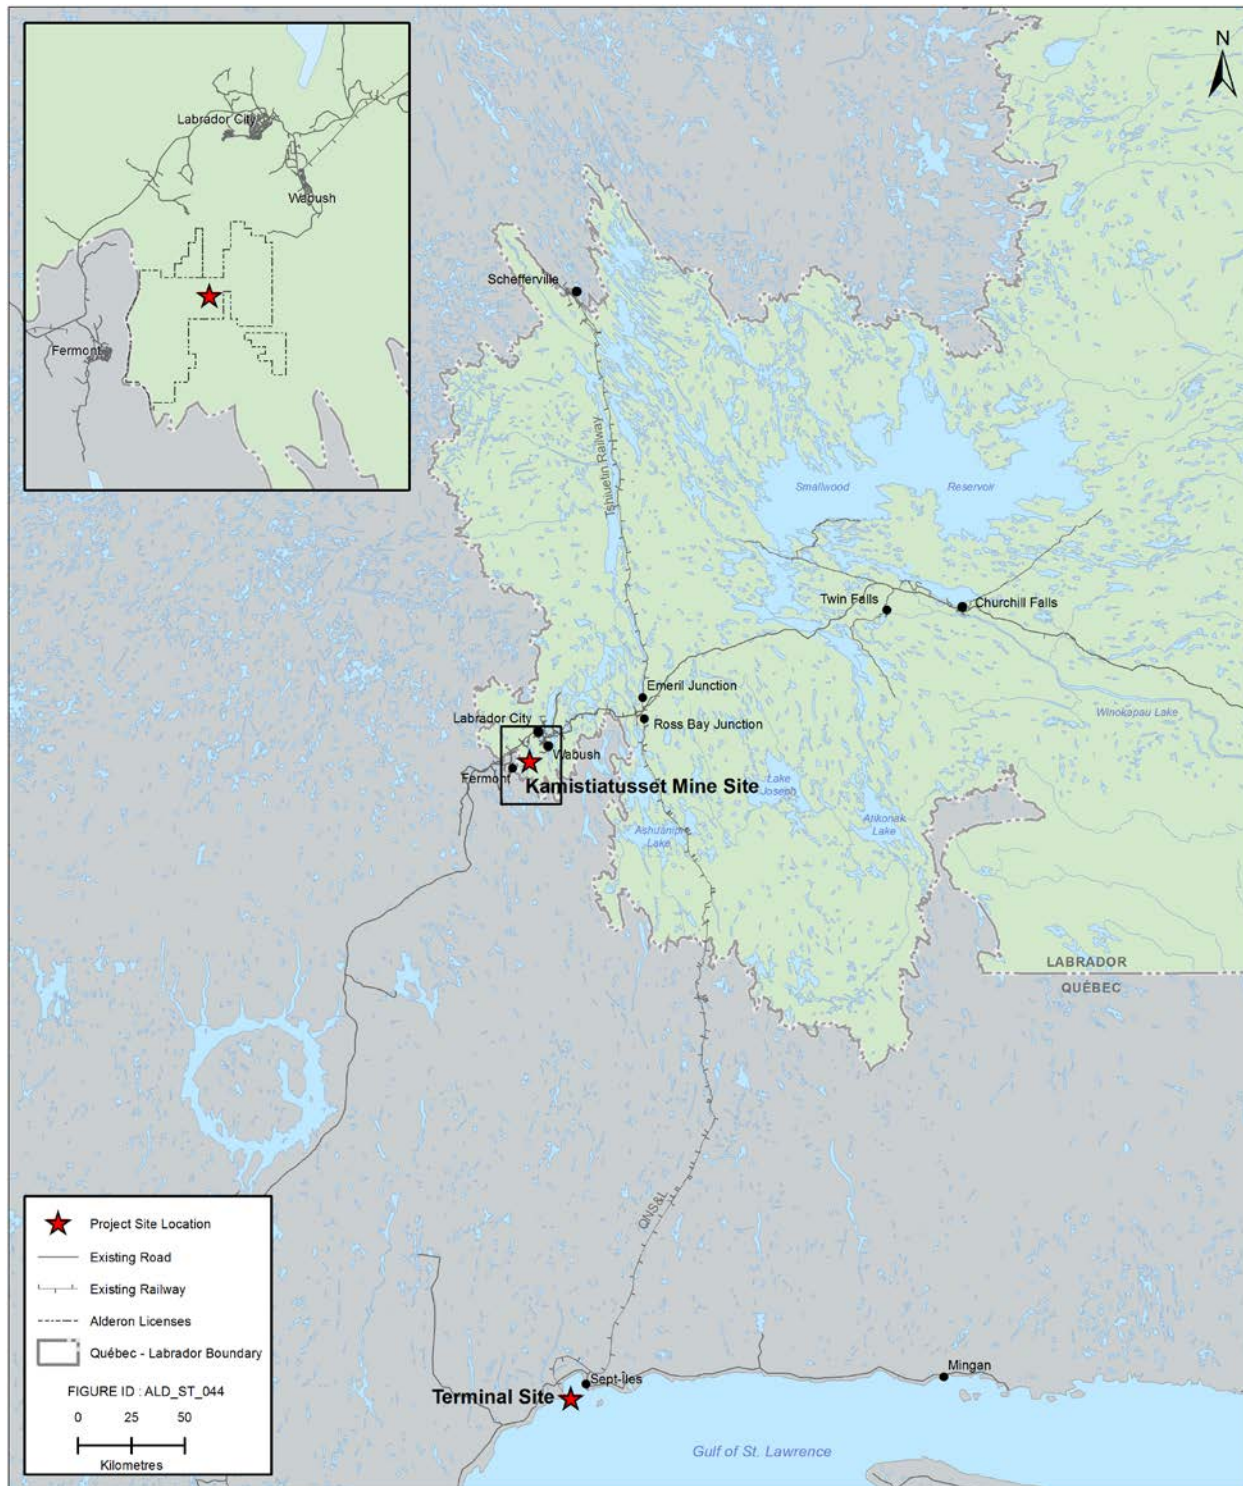 N
Labrador City
Wabush
Fermont
Schefferville
Tshiuetin Railway
Smallwood
Reservoir
Twin Falls
Churchill Falls
Emeril Junction
Ross Bay Junction
Winokapau Lake
Labrador City
Wabush
Fermont
Kamistiatusset Mine Site
Lake
Joseph
Atikonak
Lake
Ashuanipi
Lake
LABRADOR
QUÉBEC
QNS&L
Project Site Location
Existing Road
Existing Railway
Alderon Licenses
Québec - Labrador Boundary
FIGURE ID : ALD_ST_044
0 25 50
Kilometres
Sept-Îles
Mingan
Terminal Site
Gulf of St. Lawrence